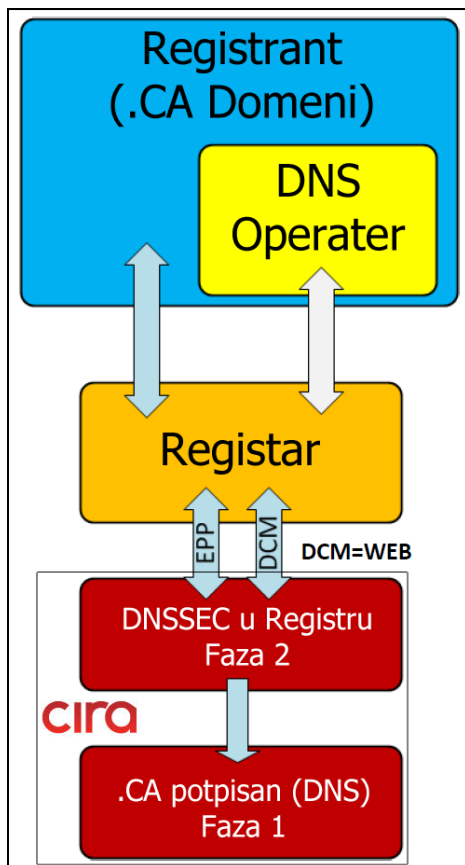 Registrant
(.CA Domeni)
DNS
Operater
Registar
EPP
DCM
DCM=WEB
DNSSEC u Registru
Faza 2
cira
.CA potpisan (DNS)
Faza 1